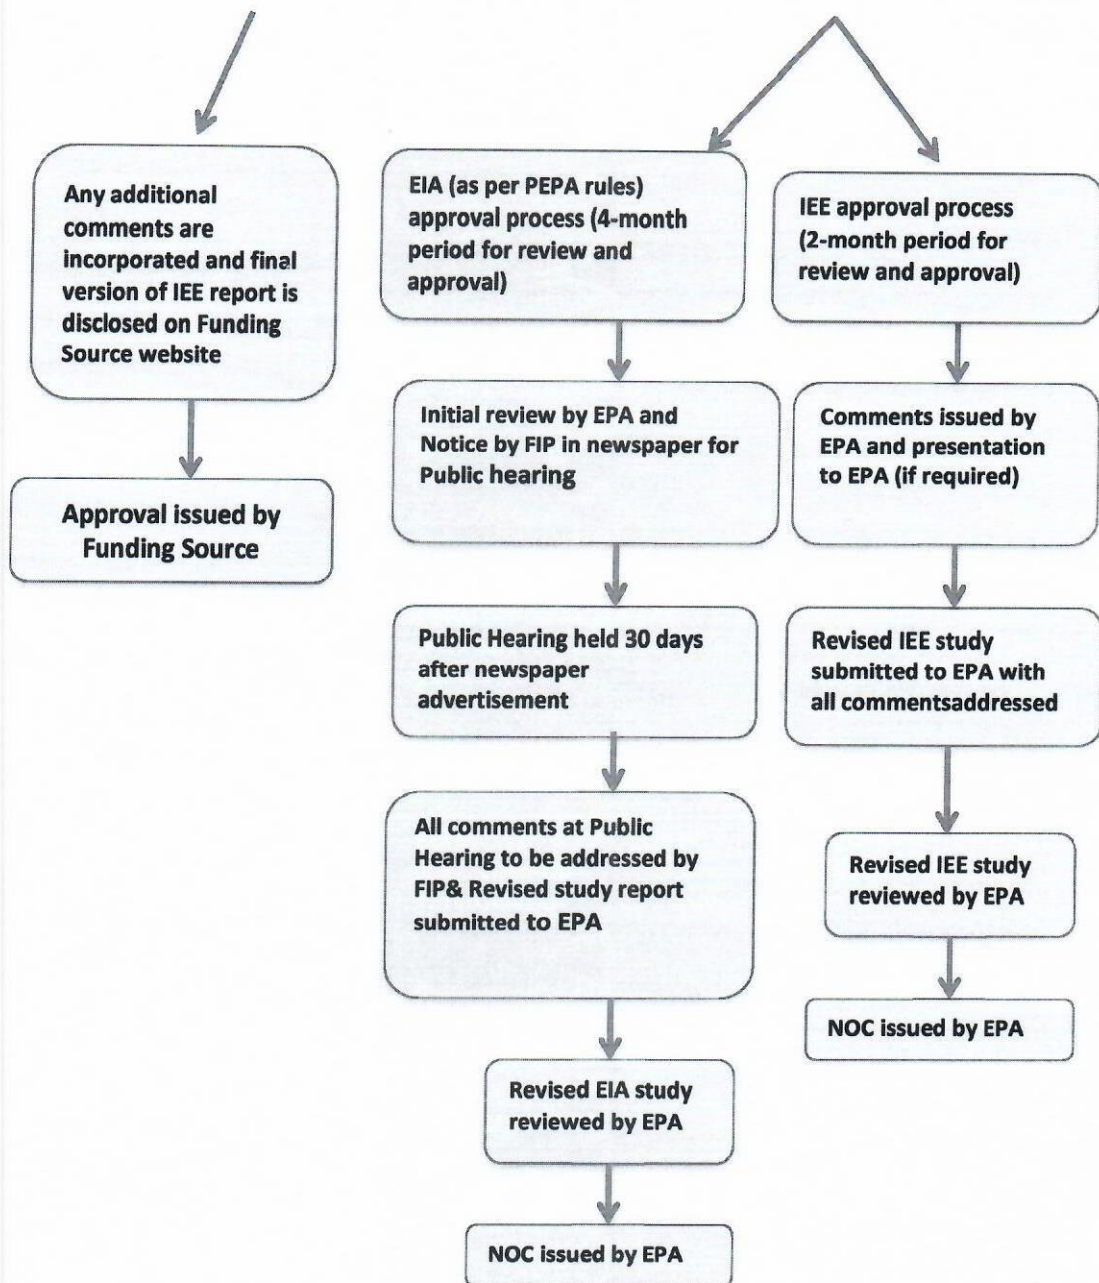 Any additional
comments are
incorporated and final
version of IEE report is
disclosed on Funding
Source website
Approval issued by
Funding Source
EIA (as per PEPA rules)
approval process (4-month
period for review and
approval)
Initial review by EPA and
Notice by FIP in newspaper for
Public hearing
Public Hearing held 30 days
after newspaper
advertisement
All comments at Public
Hearing to be addressed by
FIP& Revised study report
submitted to EPA
Revised EIA study
reviewed by EPA
NOC issued by EPA
IEE approval process
(2-month period for
review and approval)
Comments issued by
EPA and presentation
to EPA (if required)
Revised IEE study
submitted to EPA with
all commentsaddressed
Revised IEE study
reviewed by EPA
NOC issued by EPA